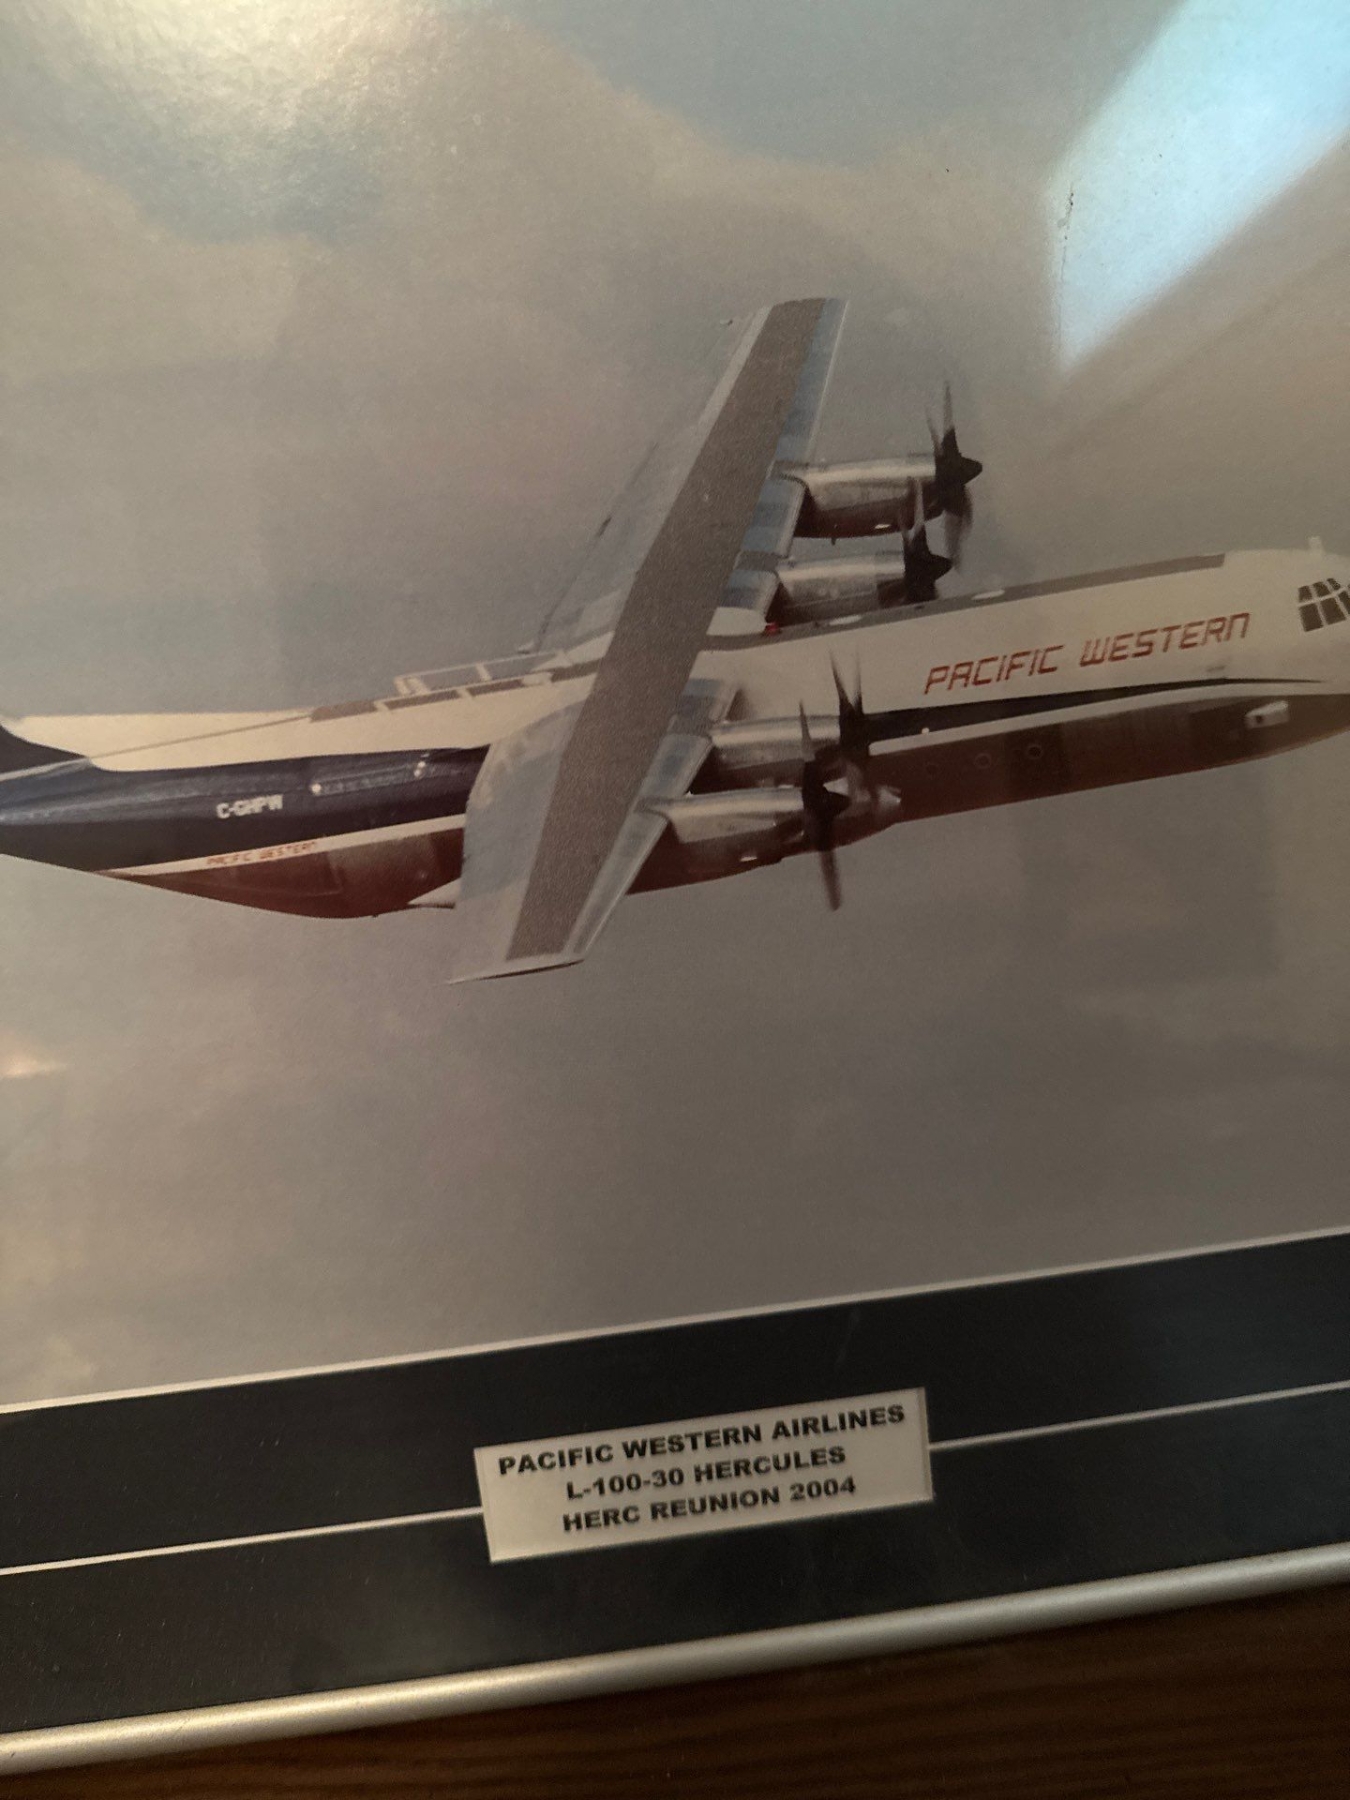 PACIFIC WESTERN
C-GHPW
PACIFIC WESTERN
PACIFIC WESTERN AIRLINES
L-100-30 HERCULES
HERC REUNION 2004